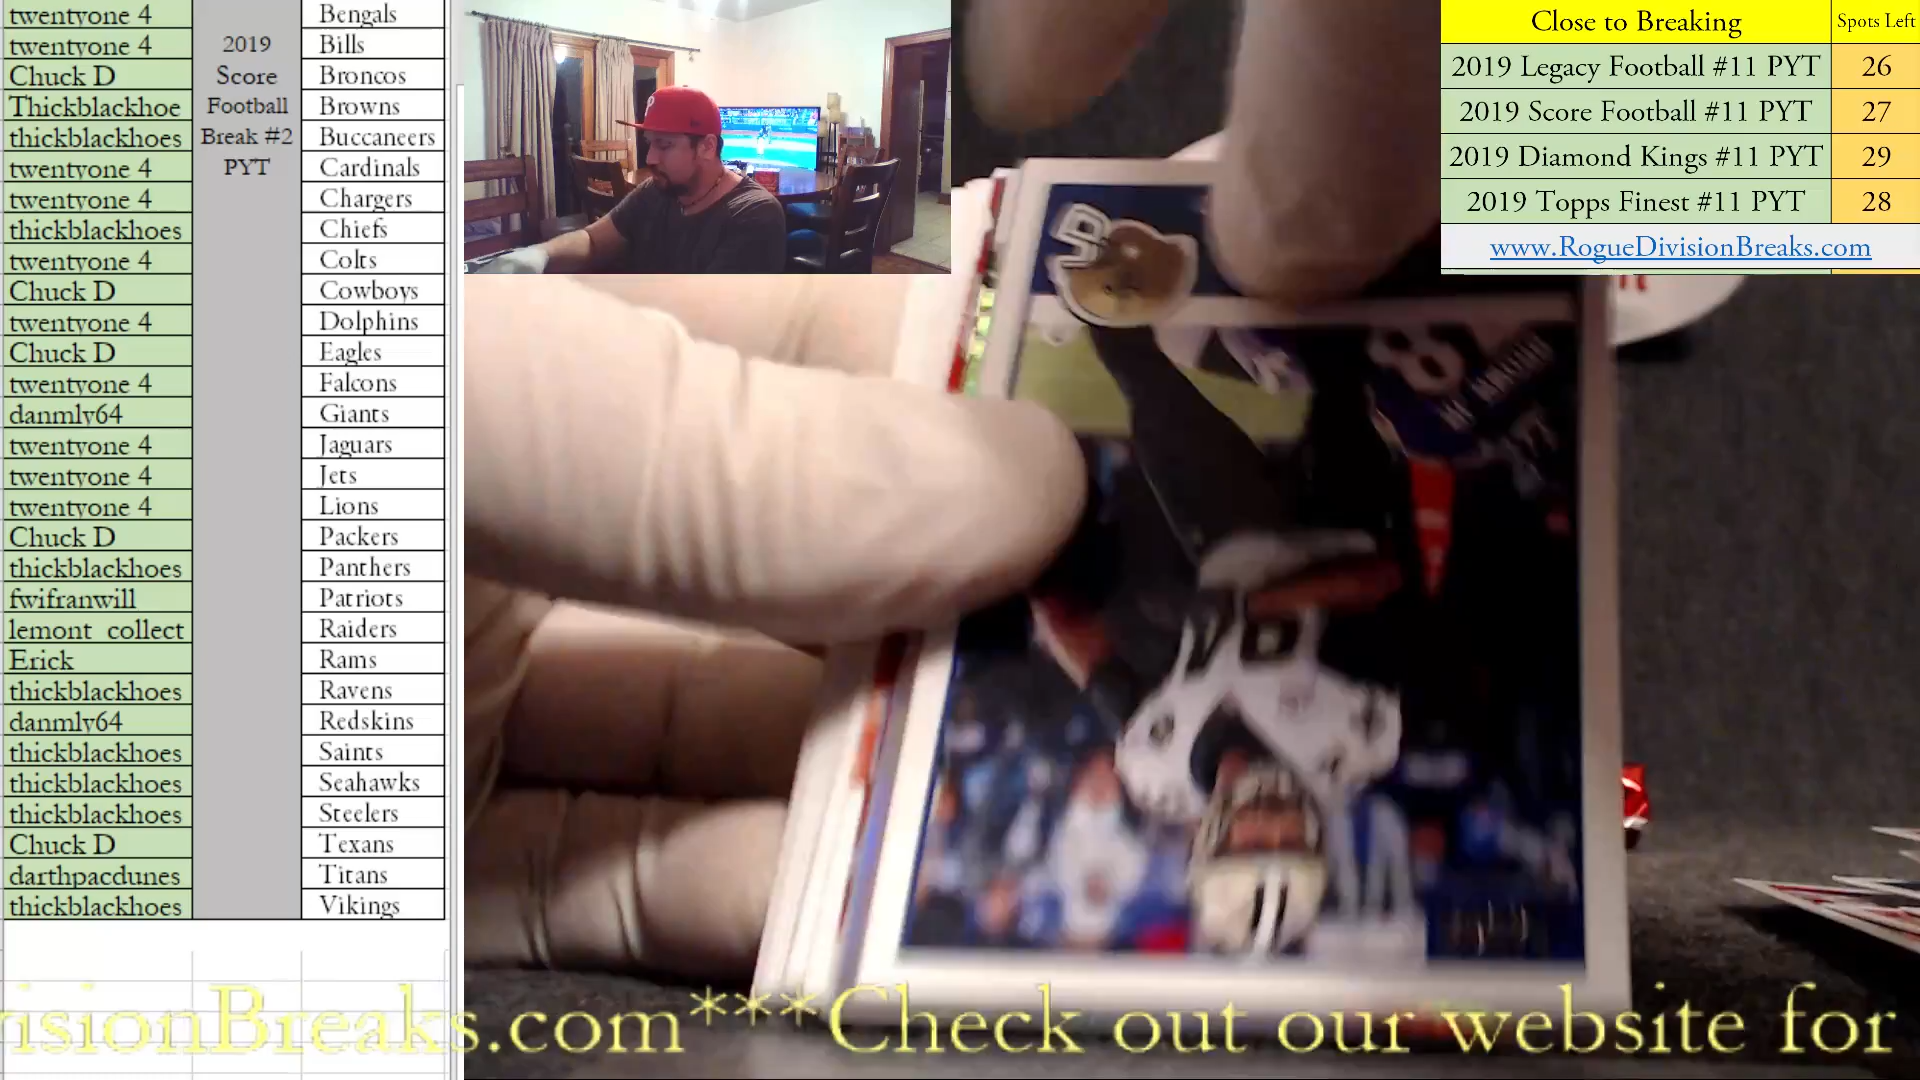 twentyone 4 Bengals
twentyone 4 2019 Bills
Chuck D Score Broncos
Thickblackhoe Football Browns
thickblackhoes Break #2 Buccaneers
twentyone 4 PYT Cardinals
twentyone 4 Chargers
thickblackhoes Chiefs
twentyone 4 Colts
Chuck D Cowboys
twentyone 4 Dolphins
Chuck D Eagles
twentyone 4 Falcons
danmly64 Giants
twentyone 4 Jaguars
twentyone 4 Jets
twentyone 4 Lions
Chuck D Packers
thickblackhoes Panthers
fwifranwill Patriots
lemont_collect Raiders
Erick Rams
thickblackhoes Ravens
danmly64 Redskins
thickblackhoes Saints
thickblackhoes Seahawks
thickblackhoes Steelers
Chuck D Texans
darthpacdunes Titans
thickblackhoes Vikings
Close to Breaking Spots Left
2019 Legacy Football #11 PYT 26
2019 Score Football #11 PYT 27
2019 Diamond Kings #11 PYT 29
2019 Topps Finest #11 PYT 28
www.RogueDivisionBreaks.com
isionBreaks.com***Check out our website for